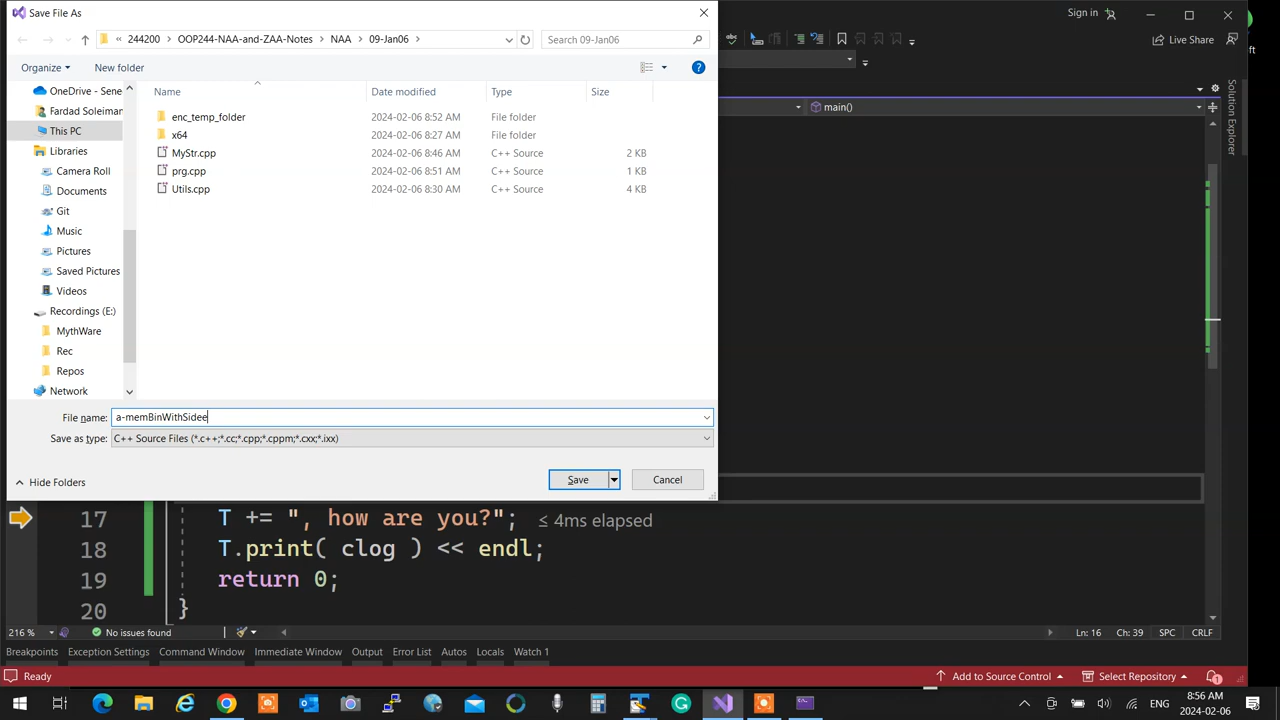 Save File As
Sign in
« 244200 > OOP244-NAA-and-ZAA-Notes > NAA > 09-Jan06 >
Search 09-Jan06
Live Share
Organize
New folder
main()
Name
Date modified
Type
Size
OneDrive - Sene
Fardad Soleiman
This PC
Libraries
Camera Roll
Documents
Git
Music
Pictures
Saved Pictures
Videos
Recordings (E:)
MythWare
Rec
Repos
Network
enc_temp_folder 2024-02-06 8:52 AM File folder
x64 2024-02-06 8:27 AM File folder
MyStr.cpp 2024-02-06 8:46 AM C++ Source 2 KB
prg.cpp 2024-02-06 8:51 AM C++ Source 1 KB
Utils.cpp 2024-02-06 8:30 AM C++ Source 4 KB
Solution Explorer
File name: a-memBinWithSidee
Save as type: C++ Source Files (*.c++;*.cc;*.cpp;*.cppm;*.cxx;*.ixx)
Hide Folders
Save
Cancel
17 T += ", how are you?"; ≤ 4ms elapsed
18 T.print( clog ) << endl;
19 return 0;
20 }
216 % No issues found Ln: 16 Ch: 39 SPC CRLF
Breakpoints Exception Settings Command Window Immediate Window Output Error List Autos Locals Watch 1
Ready Add to Source Control Select Repository 1
ENG 8:56 AM
2024-02-06